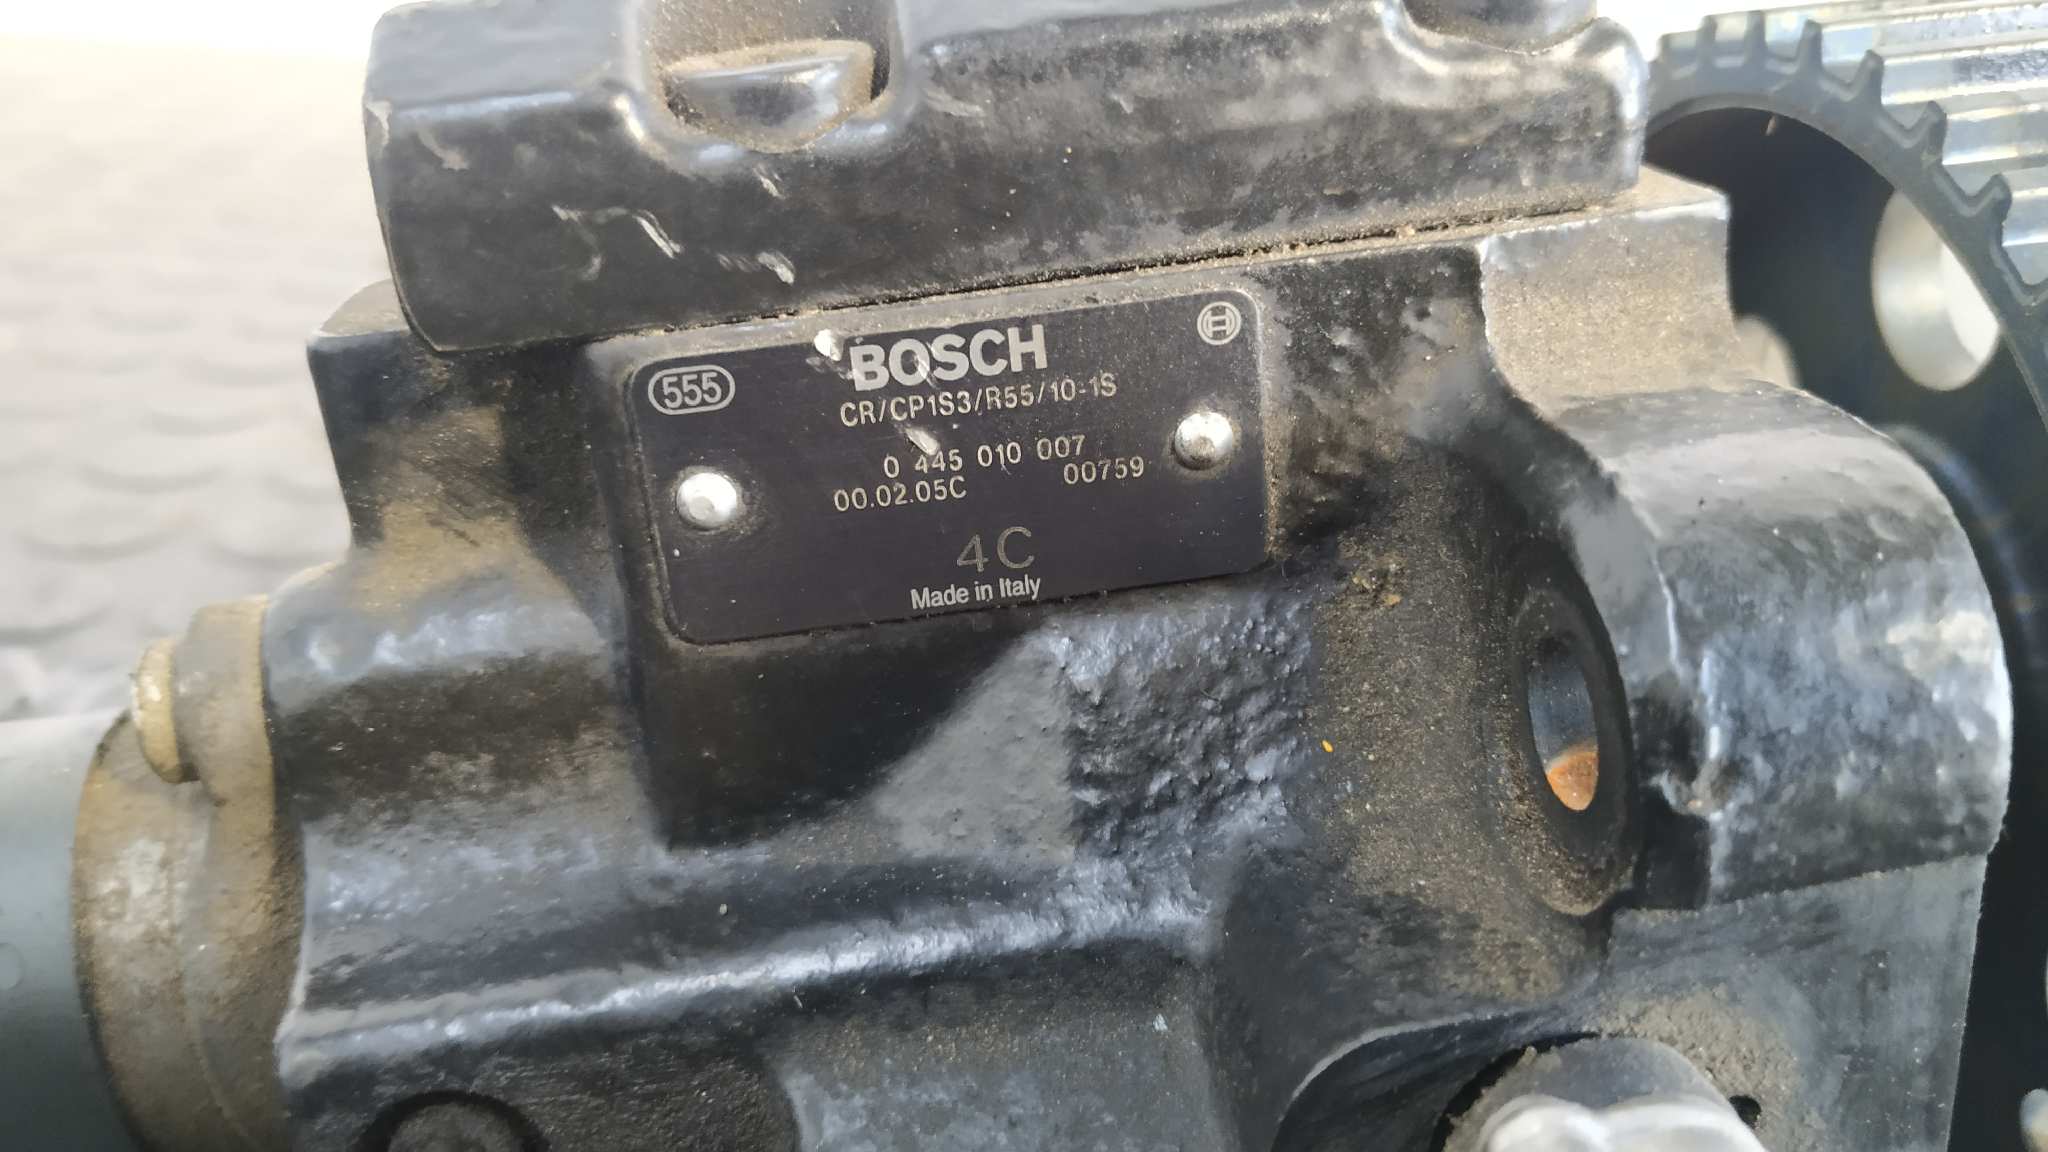 555
BOSCH
CR/CP1S3/R55/10-1S
0 445 010 007
00.02.05C 00759
4C
Made in Italy